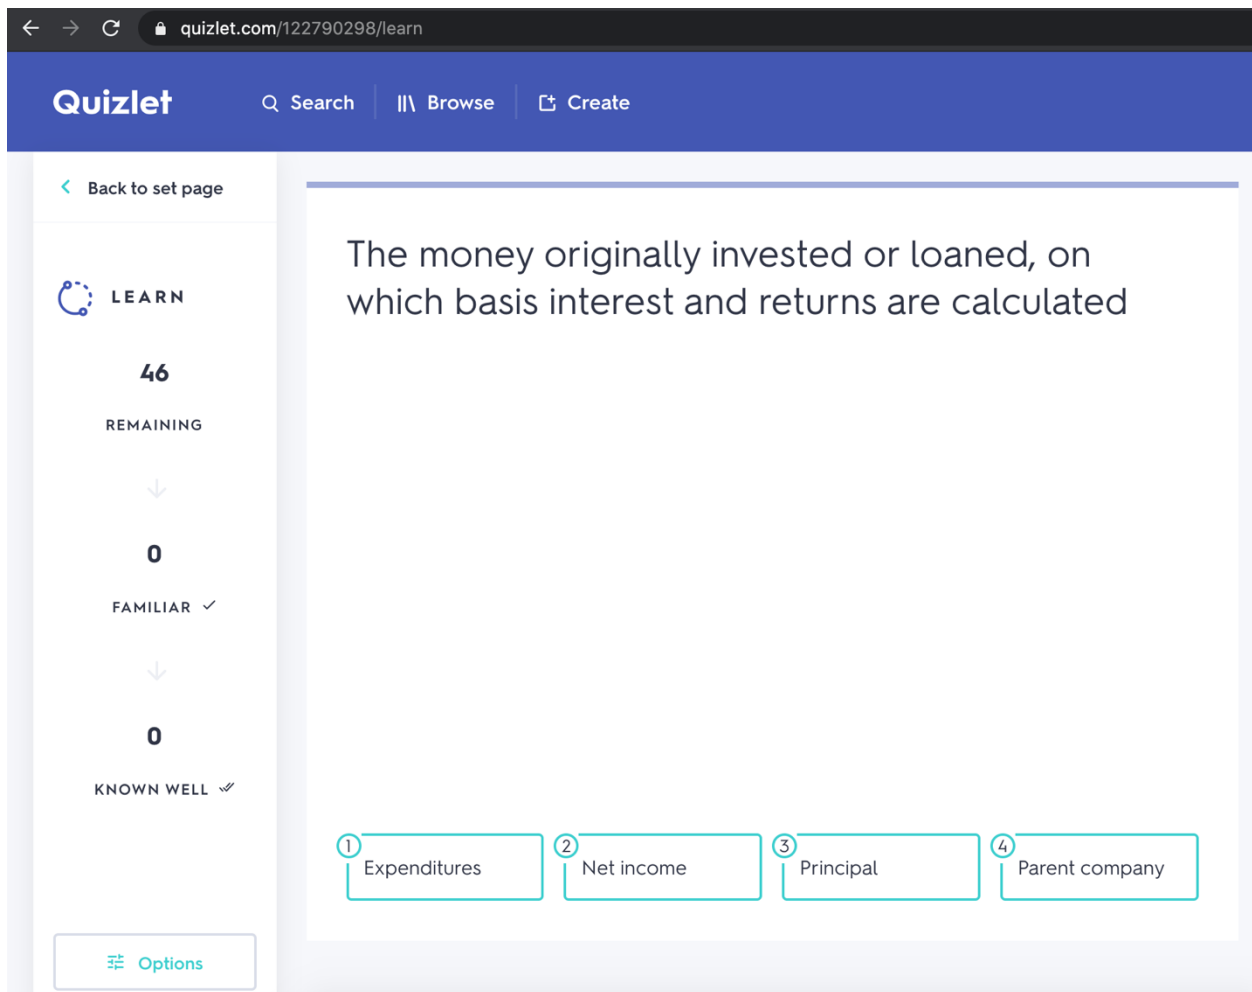 quizlet.com/122790298/learn
Quizlet
Search
Browse
Create
Back to set page
LEARN
46
REMAINING
0
FAMILIAR
0
KNOWN WELL
Options
The money originally invested or loaned, on
which basis interest and returns are calculated
1
Expenditures
2
Net income
3
Principal
4
Parent company